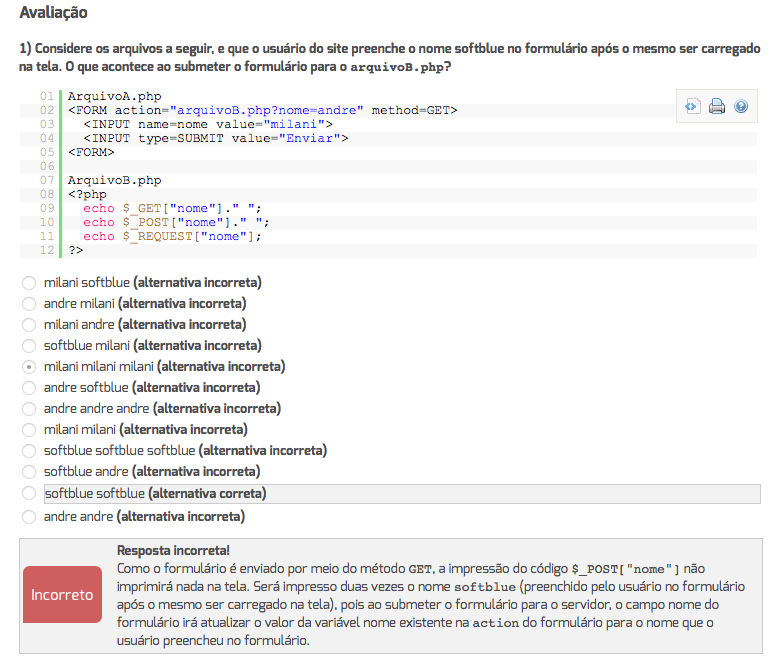 Avaliação
1) Considere os arquivos a seguir, e que o usuário do site preenche o nome softblue no formulário após o mesmo ser carregado
na tela. O que acontece ao submeter o formulário para o arquivoB.php?
01 ArquivoA.php
02 <FORM action="arquivoB.php?nome=andre" method=GET>
03 <INPUT name=nome value="milani">
04 <INPUT type=SUBMIT value="Enviar">
05 <FORM>
06
07 ArquivoB.php
08 <?php
09 echo $_GET["nome"]." ";
10 echo $_POST["nome"]." ";
11 echo $_REQUEST["nome"];
12 ?>
milani softblue (alternativa incorreta)
andre milani (alternativa incorreta)
milani andre (alternativa incorreta)
softblue milani (alternativa incorreta)
milani milani milani (alternativa incorreta)
andre softblue (alternativa incorreta)
andre andre andre (alternativa incorreta)
milani milani (alternativa incorreta)
softblue softblue softblue (alternativa incorreta)
softblue andre (alternativa incorreta)
softblue softblue (alternativa correta)
andre andre (alternativa incorreta)
Incorreto
Resposta incorreta!
Como o formulário é enviado por meio do método GET, a impressão do código $_POST["nome"] não
imprimirá nada na tela. Será impresso duas vezes o nome softblue (preenchido pelo usuário no formulário
após o mesmo ser carregado na tela), pois ao submeter o formulário para o servidor, o campo nome do
formulário irá atualizar o valor da variável nome existente na action do formulário para o nome que o
usuário preencheu no formulário.